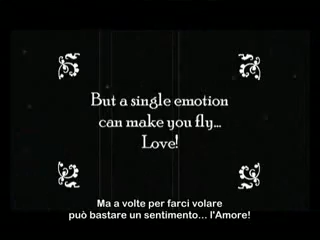 But a single emotion
can make you fly...
Love!
Ma a volte per farci volare
può bastare un sentimento... l'Amore!